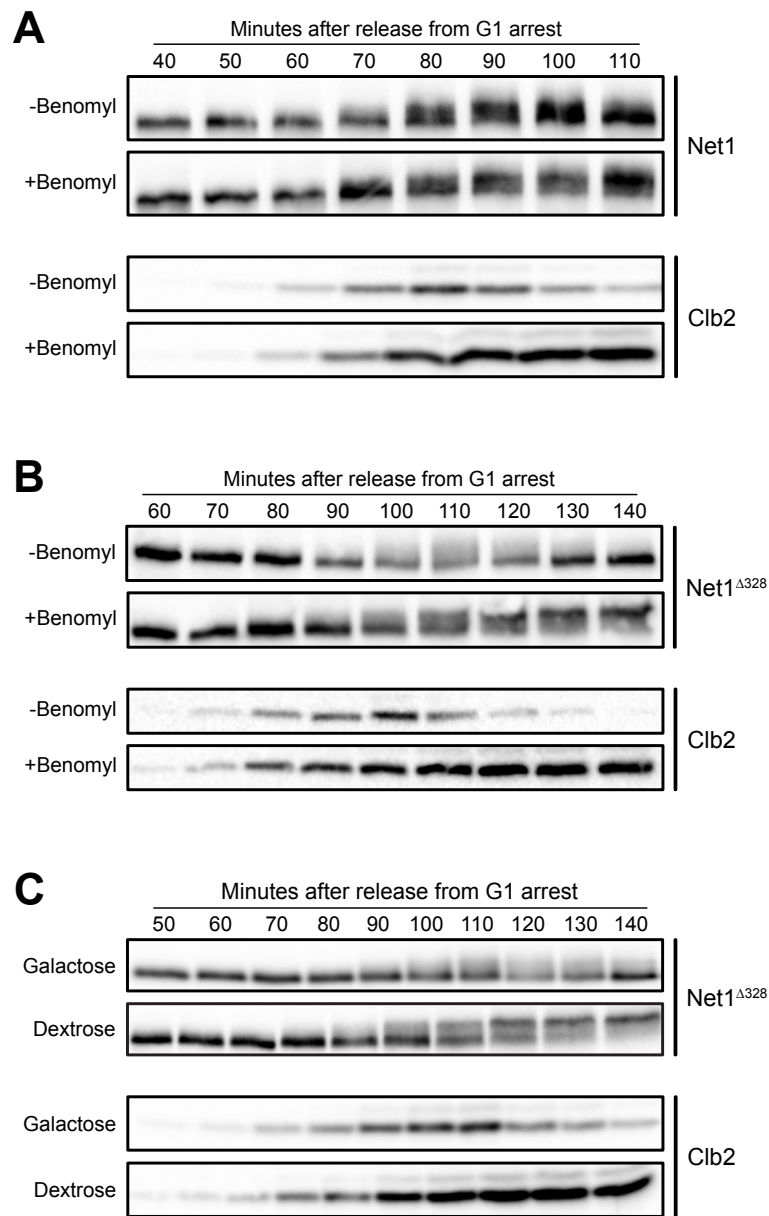 A
Minutes after release from G1 arrest
40 50 60 70 80 90 100 110
-Benomyl
+Benomyl
Net1
-Benomyl
+Benomyl
Clb2
B
Minutes after release from G1 arrest
60 70 80 90 100 110 120 130 140
-Benomyl
+Benomyl
Net1Δ328
-Benomyl
+Benomyl
Clb2
C
Minutes after release from G1 arrest
50 60 70 80 90 100 110 120 130 140
Galactose
Dextrose
Net1Δ328
Galactose
Dextrose
Clb2